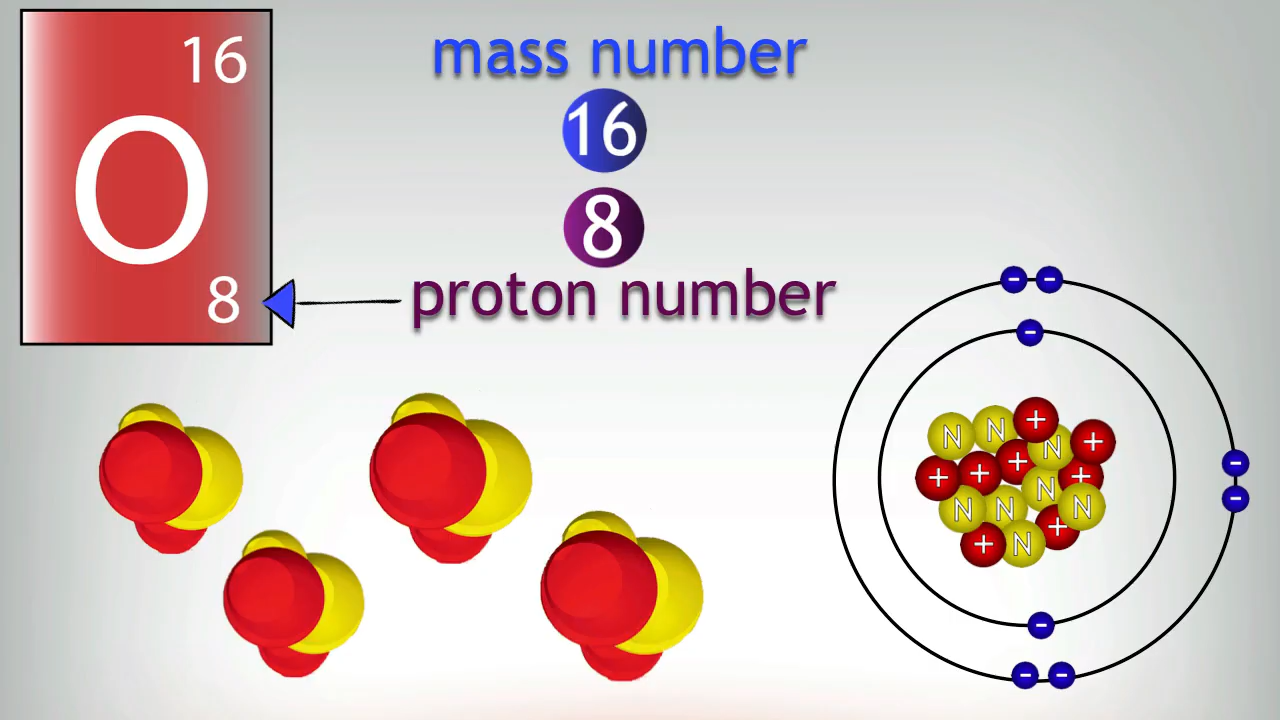 16
O
8
mass number
16
8
proton number
- -
-
N N + N +
+ + + N +
N N N
+ N +
-
-
-
- -